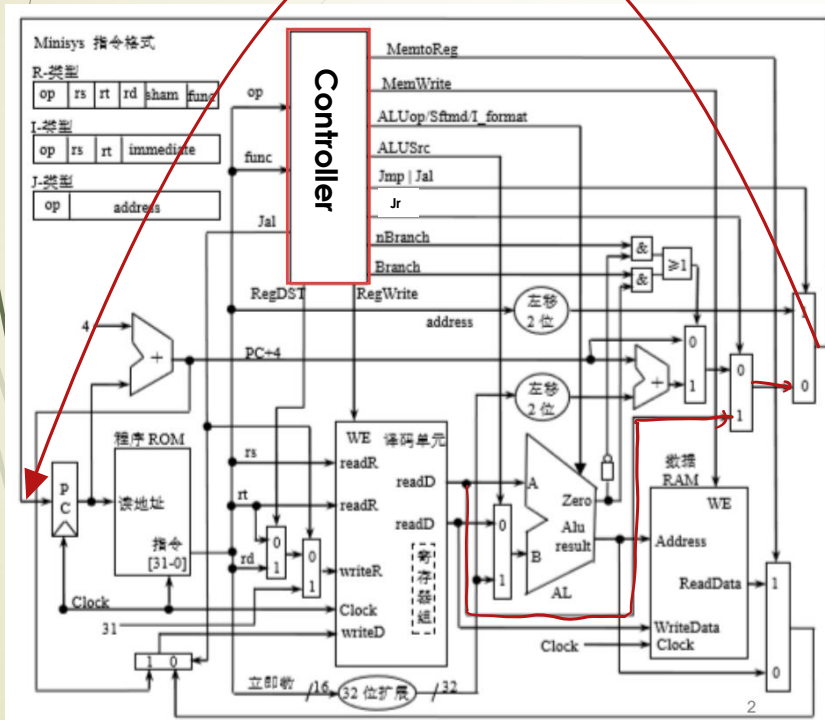 Minisys 指令格式
R-类型
op rs rt rd sham func
I-类型
op rs rt immediate
J-类型
op address
Controller
op
func
Jal
RegDST
RegWrite
MemtoReg
MemWrite
ALUop/Sftmd/I_format
ALUSrc
Jmp | Jal
Jr
nBranch
Branch
&
&
≥1
左移
2 位
address
1
0
4
+
PC+4
0
1
+
0
1
左移
2 位
程序 ROM
PC
读地址
指令
[31-0]
Clock
rs
rt
rd
0
1
0
1
31
WE 译码单元
readR
readR
writeR
Clock
writeD
readD
readD
寄存器组
0
1
A
B
Zero
Alu
result
AL
数据
RAM
WE
Address
ReadData
WriteData
Clock
Clock
1
0
1 0
立即数
/16
32 位扩展
/32
2